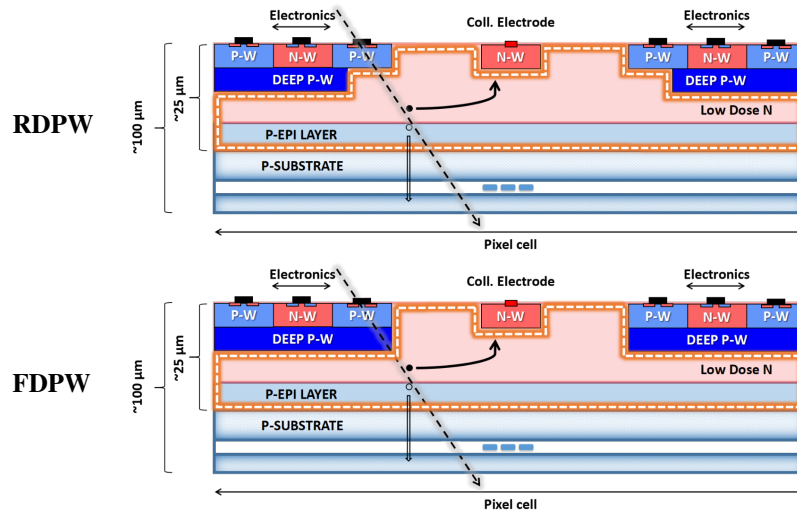 Electronics Coll. Electrode Electronics
P-W N-W P-W N-W P-W N-W P-W
DEEP P-W DEEP P-W
RDPW ~100 μm ~25 μm Low Dose N
P-EPI LAYER
P-SUBSTRATE
Pixel cell
Electronics Coll. Electrode Electronics
P-W N-W P-W N-W P-W N-W P-W
DEEP P-W DEEP P-W
FDPW ~100 μm ~25 μm Low Dose N
P-EPI LAYER
P-SUBSTRATE
Pixel cell